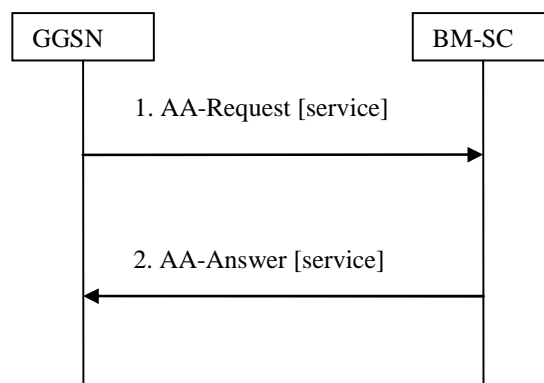 GGSN
BM-SC
1. AA-Request [service]
2. AA-Answer [service]